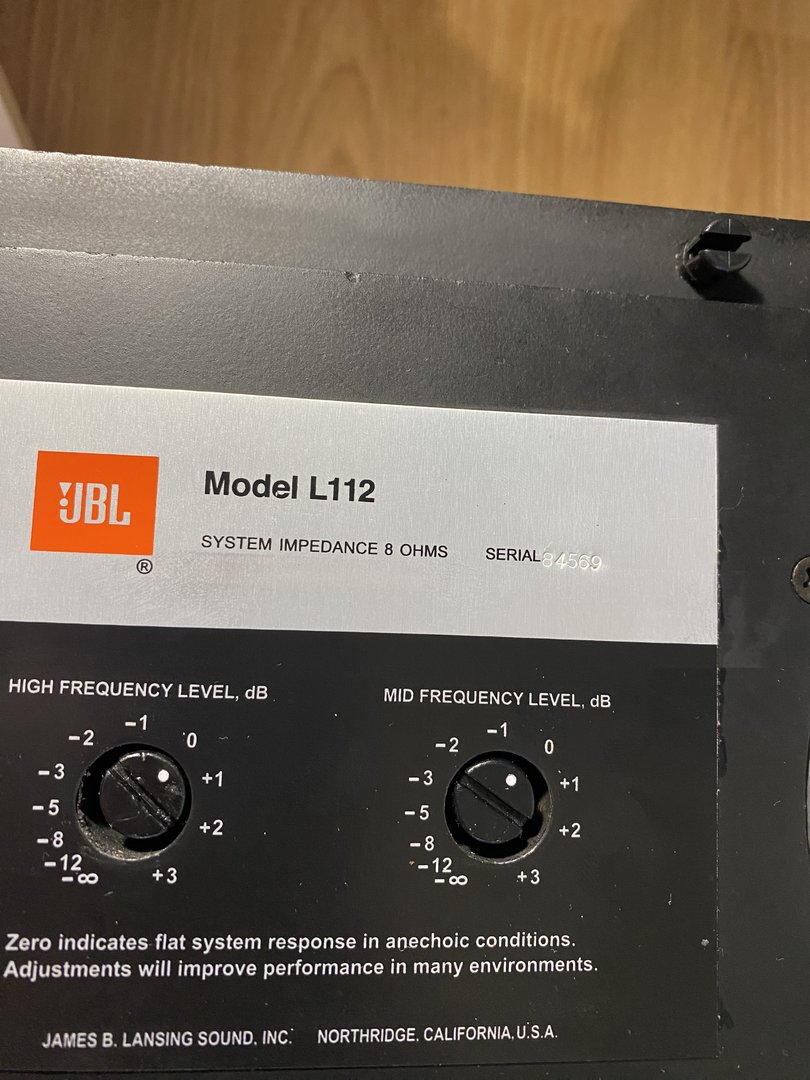 JBL
®
Model L112
SYSTEM IMPEDANCE 8 OHMS SERIAL 84569
HIGH FREQUENCY LEVEL, dB
-1
-2 0
-3 +1
-5
+2
-8
-12
-∞ +3
MID FREQUENCY LEVEL, dB
-1
-2 0
-3 +1
-5
+2
-8
-12
-∞ +3
Zero indicates flat system response in anechoic conditions.
Adjustments will improve performance in many environments.
JAMES B. LANSING SOUND, INC. NORTHRIDGE, CALIFORNIA, U.S.A.